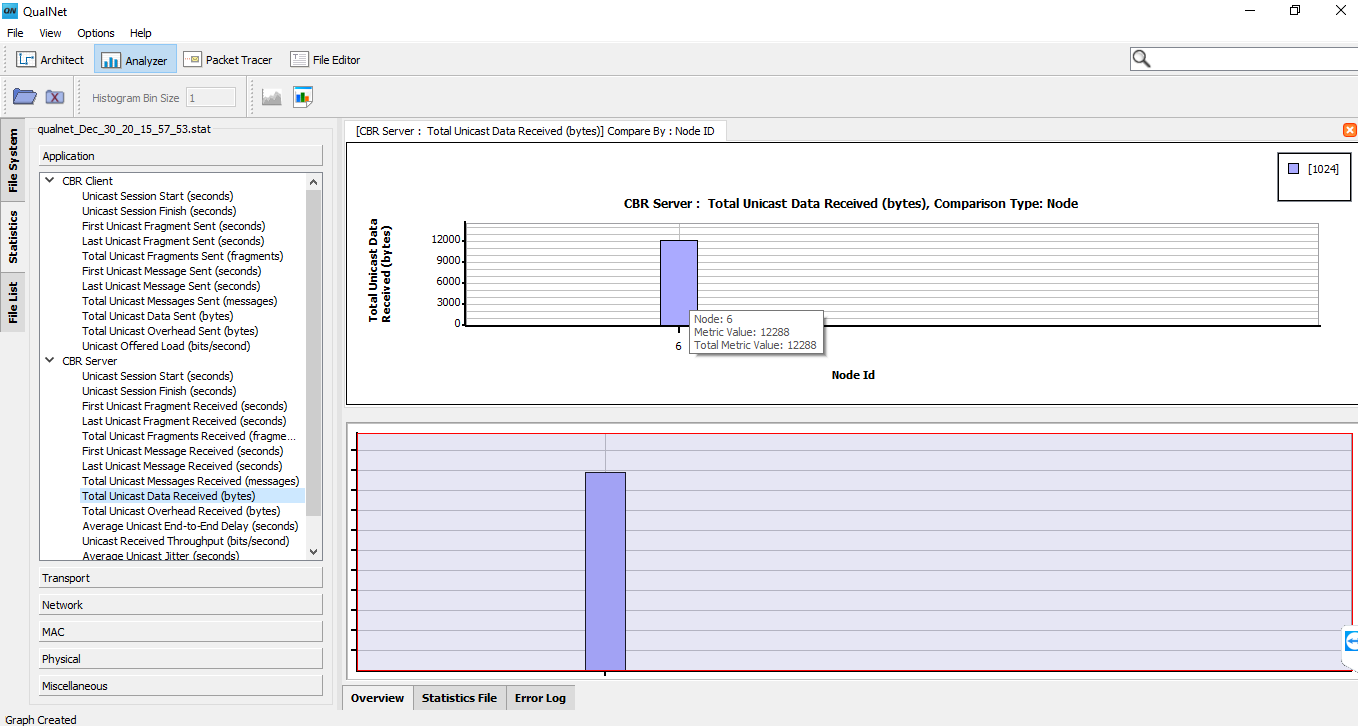 QN QualNet
File View Options Help
Architect Analyzer Packet Tracer File Editor
Histogram Bin Size 1
File System
Statistics
File List
qualnet_Dec_30_20_15_57_53.stat
Application
CBR Client
Unicast Session Start (seconds)
Unicast Session Finish (seconds)
First Unicast Fragment Sent (seconds)
Last Unicast Fragment Sent (seconds)
Total Unicast Fragments Sent (fragments)
First Unicast Message Sent (seconds)
Last Unicast Message Sent (seconds)
Total Unicast Messages Sent (messages)
Total Unicast Data Sent (bytes)
Total Unicast Overhead Sent (bytes)
Unicast Offered Load (bits/second)
CBR Server
Unicast Session Start (seconds)
Unicast Session Finish (seconds)
First Unicast Fragment Received (seconds)
Last Unicast Fragment Received (seconds)
Total Unicast Fragments Received (fragme...
First Unicast Message Received (seconds)
Last Unicast Message Received (seconds)
Total Unicast Messages Received (messages)
Total Unicast Data Received (bytes)
Total Unicast Overhead Received (bytes)
Average Unicast End-to-End Delay (seconds)
Unicast Received Throughput (bits/second)
Average Unicast Jitter (seconds)
Transport
Network
MAC
Physical
Miscellaneous
[CBR Server : Total Unicast Data Received (bytes)] Compare By : Node ID
[1024]
CBR Server : Total Unicast Data Received (bytes), Comparison Type: Node
Total Unicast Data
Received (bytes)
12000
9000
6000
3000
0
6
Node: 6
Metric Value: 12288
Total Metric Value: 12288
Node Id
Overview Statistics File Error Log
Graph Created